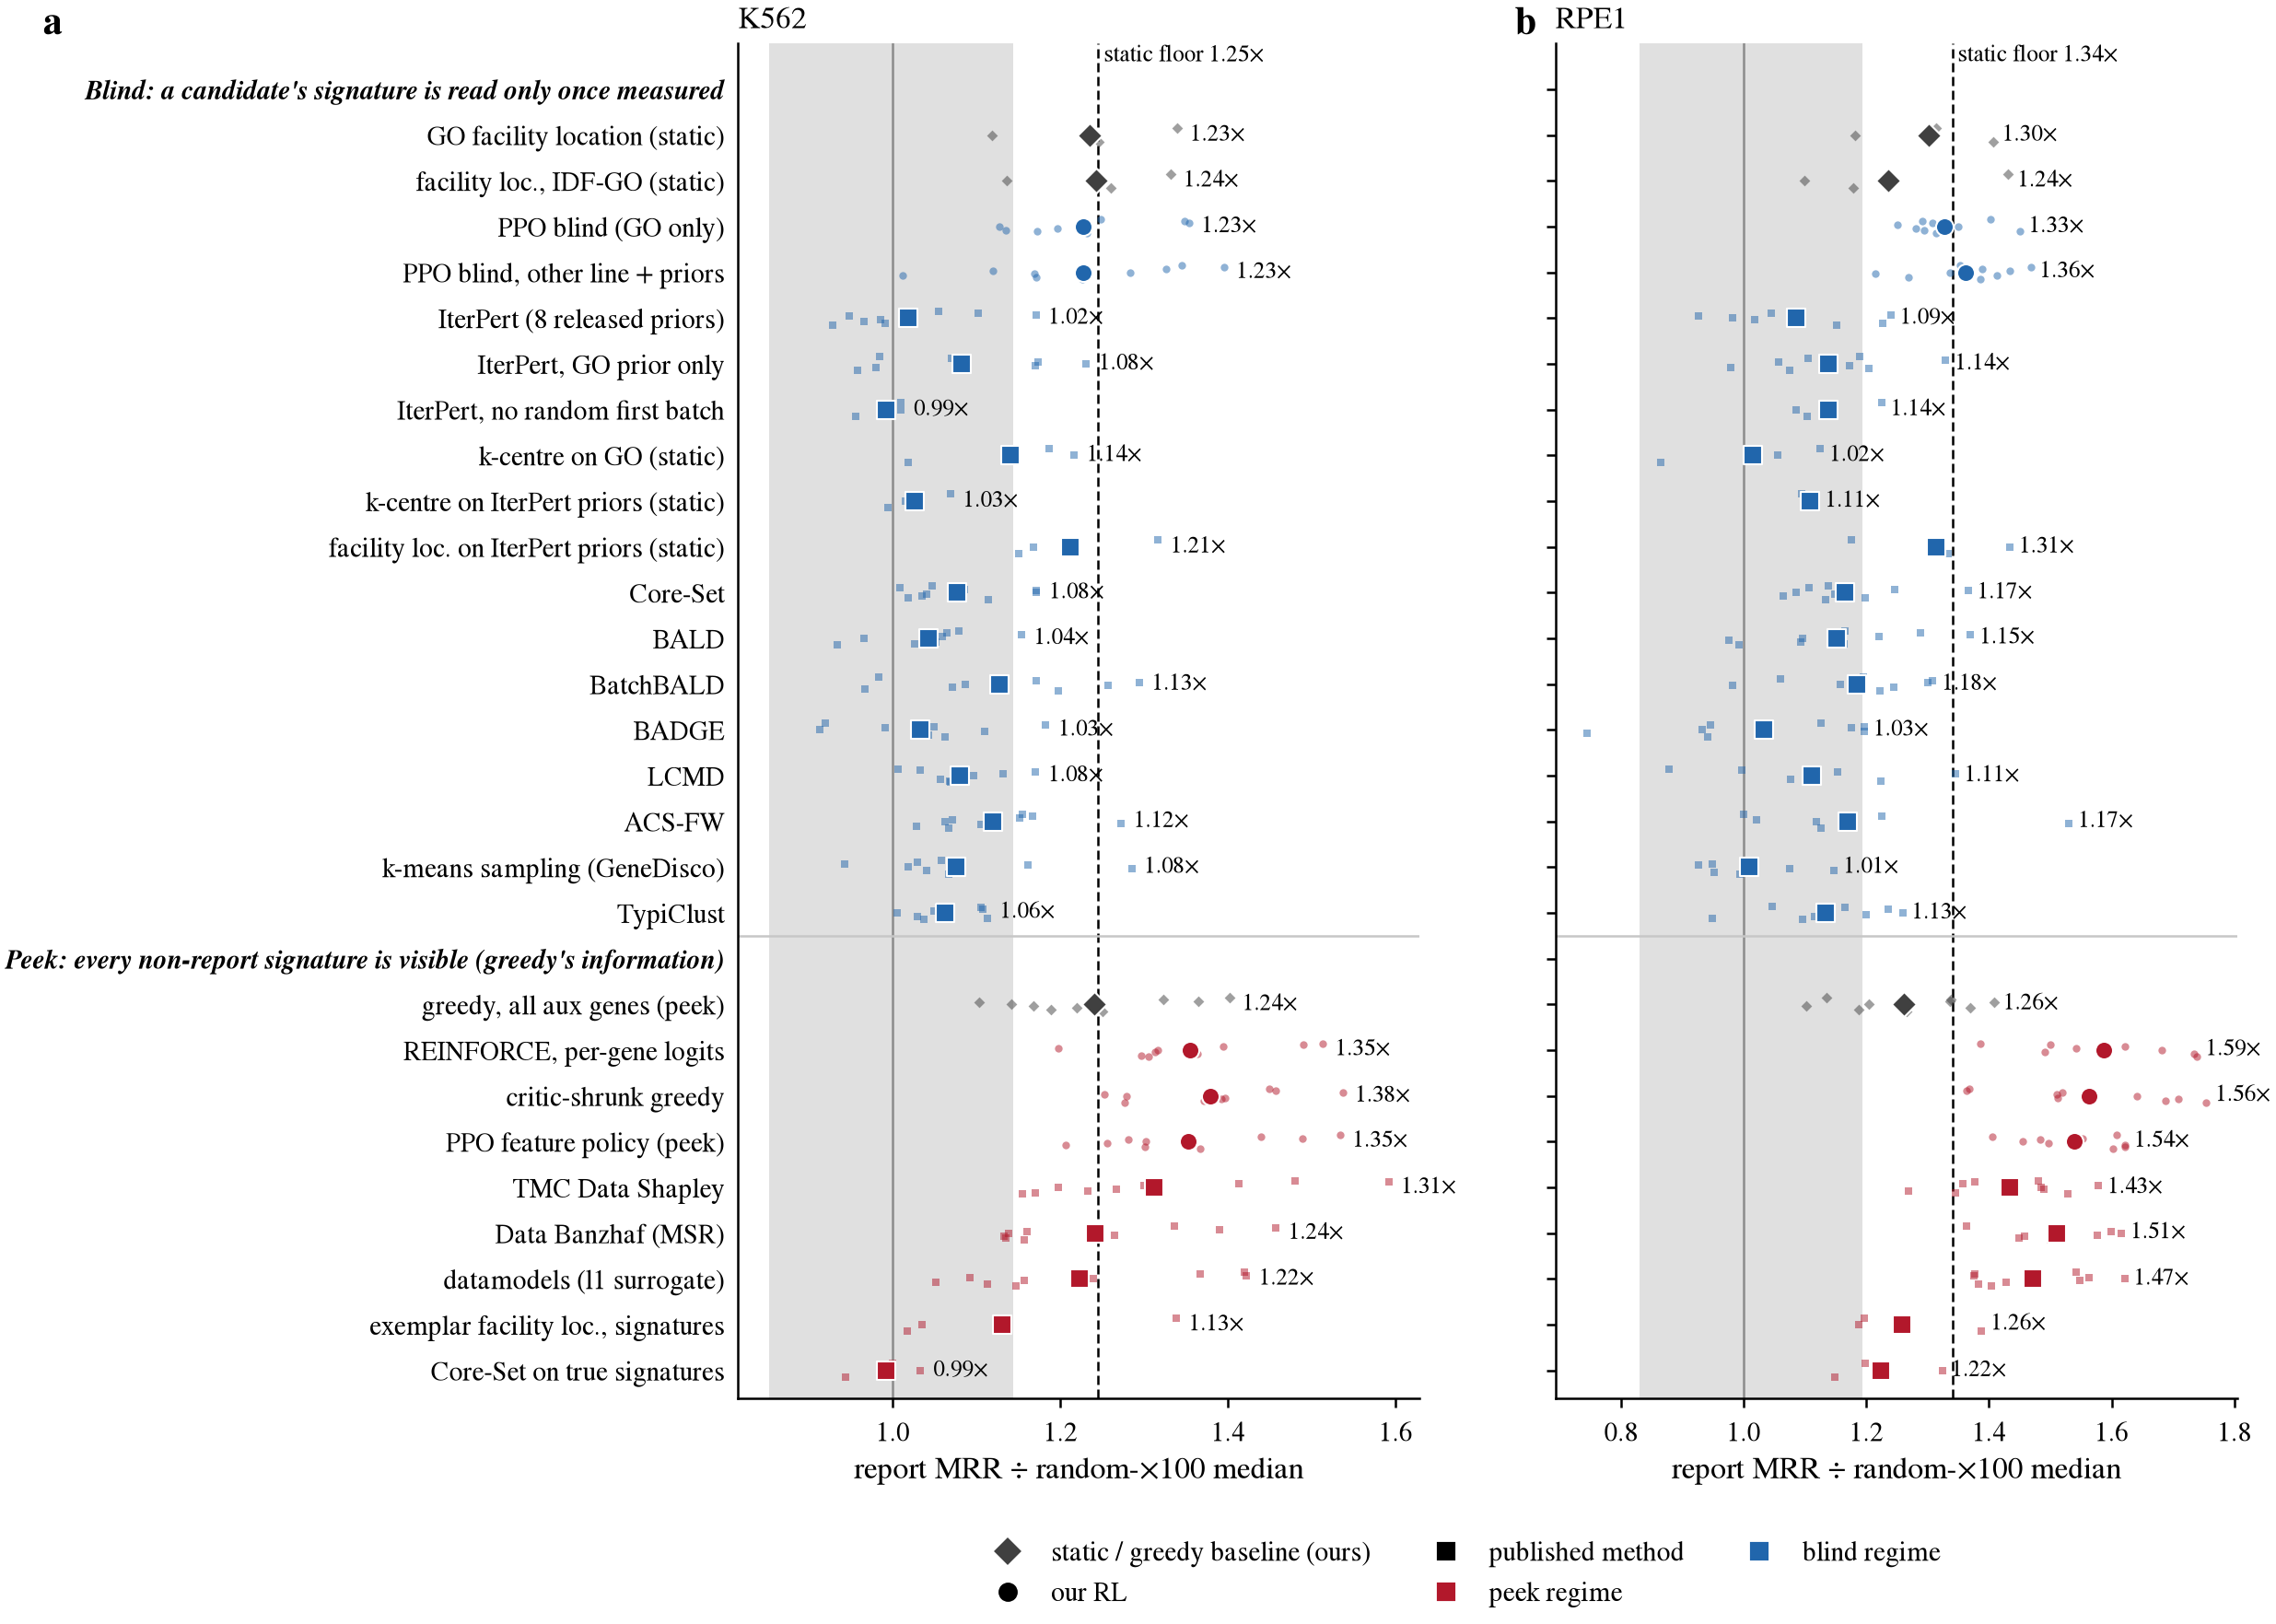 a
K562
b
RPE1
static floor 1.25×
static floor 1.34×
Blind: a candidate's signature is read only once measured
GO facility location (static)
1.23×
1.30×
facility loc., IDF-GO (static)
1.24×
1.24×
PPO blind (GO only)
1.23×
1.33×
PPO blind, other line + priors
1.23×
1.36×
IterPert (8 released priors)
1.02×
1.09×
IterPert, GO prior only
1.08×
1.14×
IterPert, no random first batch
0.99×
1.14×
k-centre on GO (static)
1.14×
1.02×
k-centre on IterPert priors (static)
1.03×
1.11×
facility loc. on IterPert priors (static)
1.21×
1.31×
Core-Set
1.08×
1.17×
BALD
1.04×
1.15×
BatchBALD
1.13×
1.18×
BADGE
1.03×
1.03×
LCMD
1.08×
1.11×
ACS-FW
1.12×
1.17×
k-means sampling (GeneDisco)
1.08×
1.01×
TypiClust
1.06×
1.13×
Peek: every non-report signature is visible (greedy's information)
greedy, all aux genes (peek)
1.24×
1.26×
REINFORCE, per-gene logits
1.35×
1.59×
critic-shrunk greedy
1.38×
1.56×
PPO feature policy (peek)
1.35×
1.54×
TMC Data Shapley
1.31×
1.43×
Data Banzhaf (MSR)
1.24×
1.51×
datamodels (l1 surrogate)
1.22×
1.47×
exemplar facility loc., signatures
1.13×
1.26×
Core-Set on true signatures
0.99×
1.22×
1.0 1.2 1.4 1.6
0.8 1.0 1.2 1.4 1.6 1.8
report MRR ÷ random-×100 median
report MRR ÷ random-×100 median
static / greedy baseline (ours)
published method
blind regime
our RL
peek regime